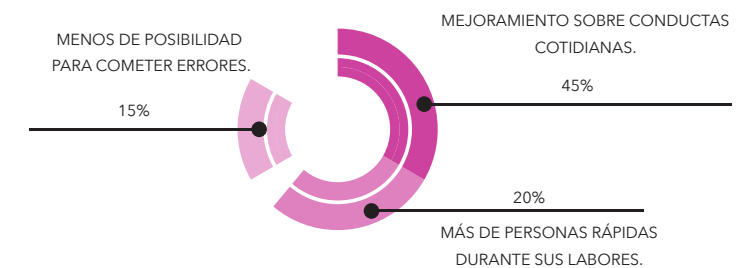 MENOS DE POSIBILIDAD
PARA COMETER ERRORES.
15%
MEJORAMIENTO SOBRE CONDUCTAS
COTIDIANAS.
45%
20%
MÁS DE PERSONAS RÁPIDAS
DURANTE SUS LABORES.